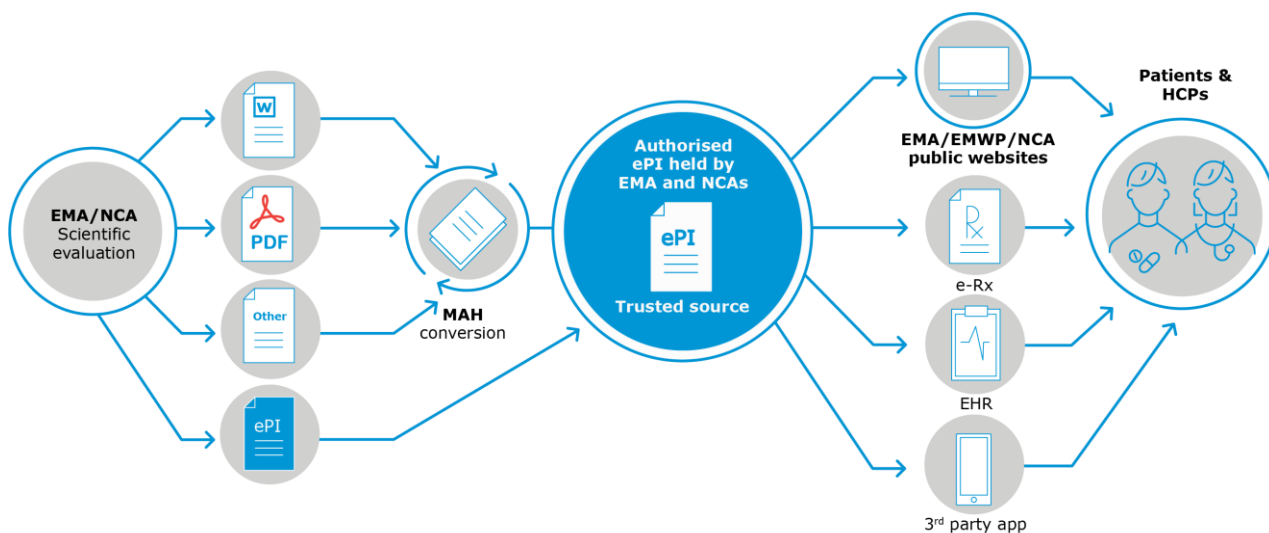 EMA/NCA
Scientific
evaluation
W
PDF
Other
ePI
MAH
conversion
Authorised
ePI held by
EMA and NCAs
ePI
Trusted source
EMA/EMWP/NCA
public websites
Rx
e-Rx
EHR
3rd party app
Patients &
HCPs